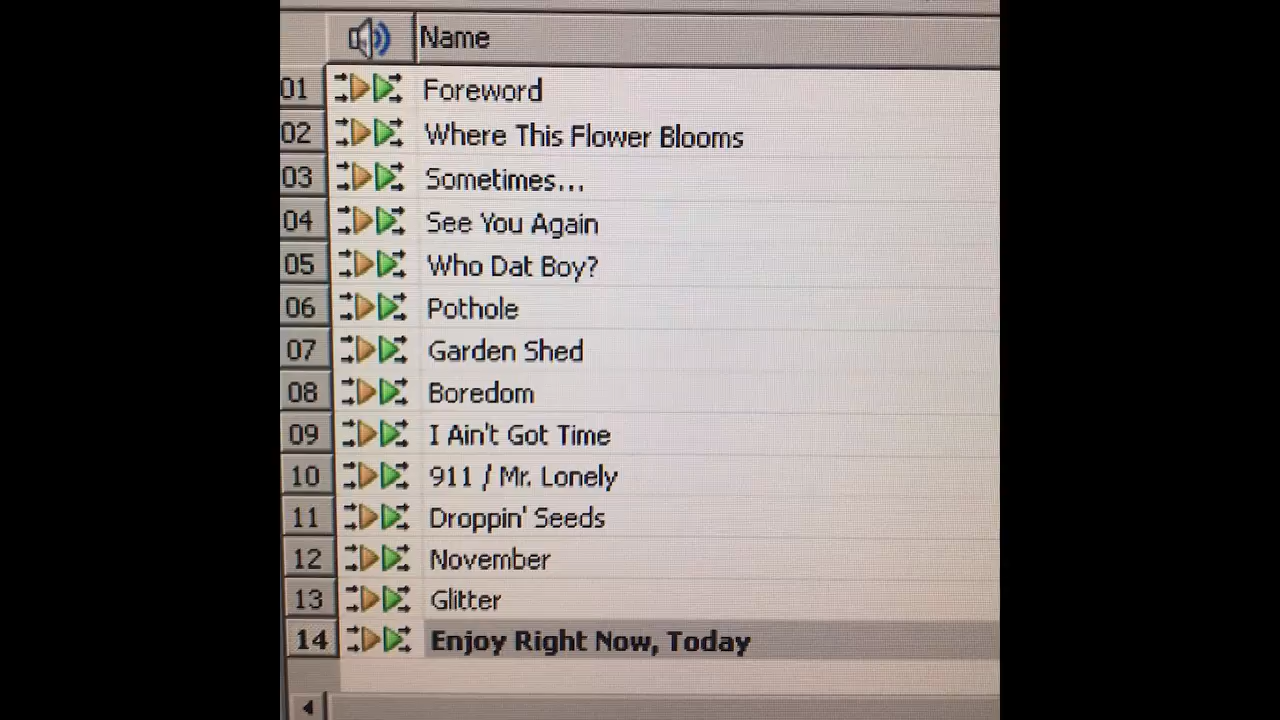 Name
01 Foreword
02 Where This Flower Blooms
03 Sometimes...
04 See You Again
05 Who Dat Boy?
06 Pothole
07 Garden Shed
08 Boredom
09 I Ain't Got Time
10 911 / Mr. Lonely
11 Droppin' Seeds
12 November
13 Glitter
14 Enjoy Right Now, Today